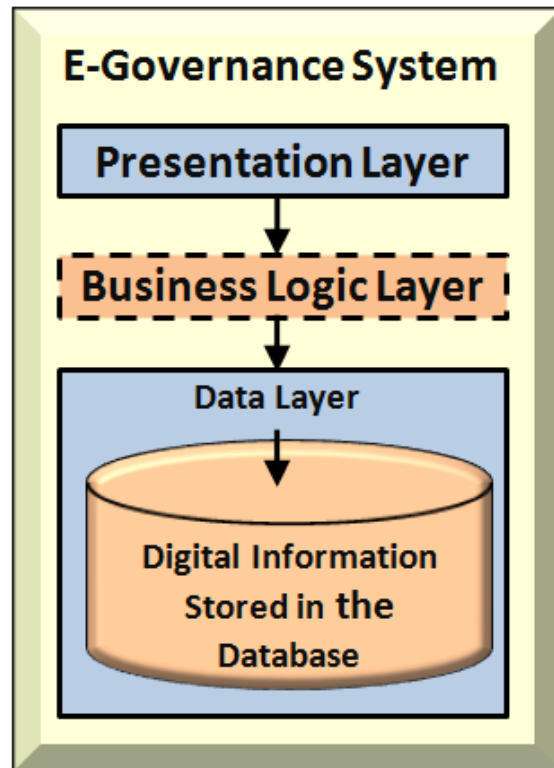 E-Governance System
Presentation Layer
Business Logic Layer
Data Layer
Digital Information
Stored in the
Database